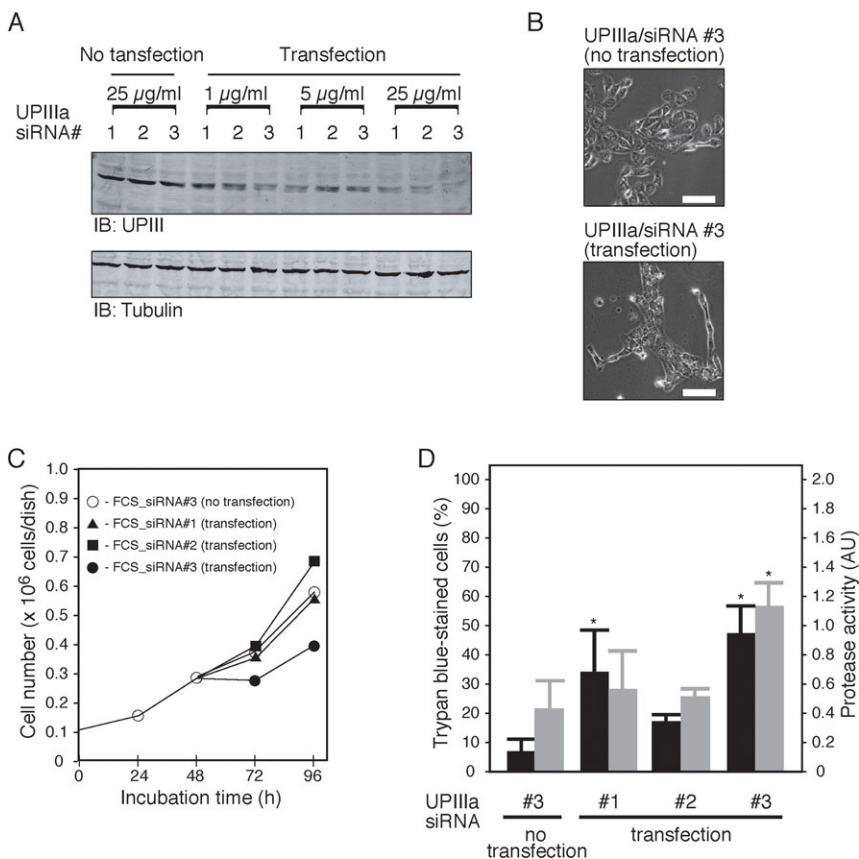 A
No tansfection Transfection
25 µg/ml 1 µg/ml 5 µg/ml 25 µg/ml
UPIIIa
siRNA# 1 2 3 1 2 3 1 2 3 1 2 3
IB: UPIII
IB: Tubulin
B
UPIIIa/siRNA #3
(no transfection)
UPIIIa/siRNA #3
(transfection)
C
Cell number (x 10⁶ cells/dish)
1.0
0.9
0.8
0.7
0.6
0.5
0.4
0.3
0.2
0.1
0
- FCS_siRNA#3 (no transfection)
- FCS_siRNA#1 (transfection)
- FCS_siRNA#2 (transfection)
- FCS_siRNA#3 (transfection)
0 24 48 72 96
Incubation time (h)
D
Trypan blue-stained cells (%)
100
90
80
70
60
50
40
30
20
10
0
* * *
2.0
1.8
1.6
1.4
1.2
1.0
0.8
0.6
0.4
0.2
0
Protease activity (AU)
UPIIIa #3 #1 #2 #3
siRNA
no transfection
transfection